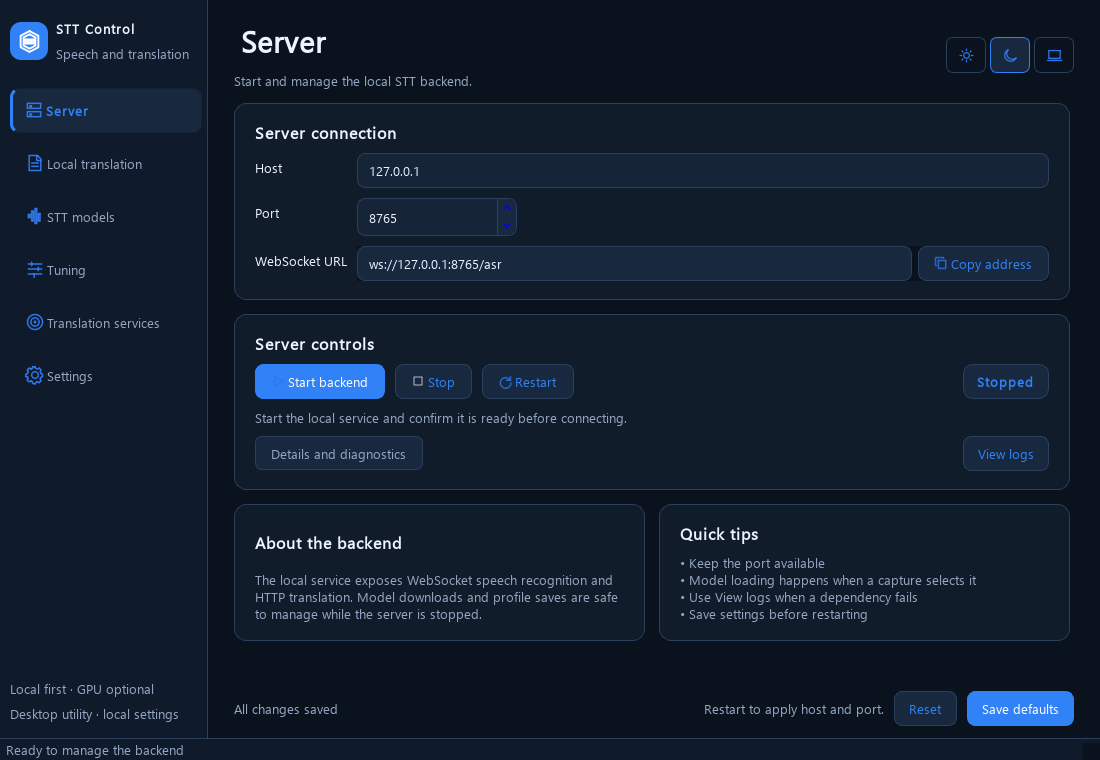 STT Control
Speech and translation
Server
Local translation
STT models
Tuning
Translation services
Settings
Local first · GPU optional
Desktop utility · local settings
Server
Start and manage the local STT backend.
Server connection
Host
127.0.0.1
Port
8765
WebSocket URL
ws://127.0.0.1:8765/asr
Copy address
Server controls
Start backend
Stop
Restart
Stopped
Start the local service and confirm it is ready before connecting.
Details and diagnostics
View logs
About the backend
The local service exposes WebSocket speech recognition and
HTTP translation. Model downloads and profile saves are safe
to manage while the server is stopped.
Quick tips
• Keep the port available
• Model loading happens when a capture selects it
• Use View logs when a dependency fails
• Save settings before restarting
All changes saved
Restart to apply host and port.
Reset
Save defaults
Ready to manage the backend